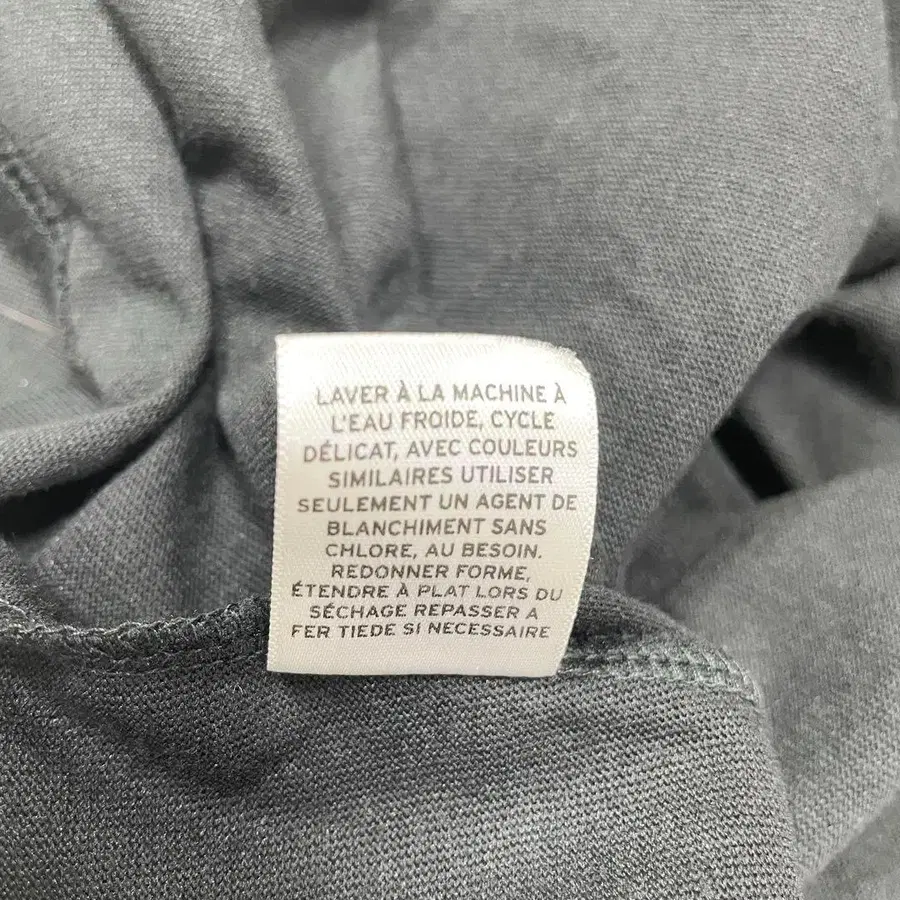 LAVER À LA MACHINE À
L'EAU FROIDE, CYCLE
DÉLICAT, AVEC COULEURS
SIMILAIRES UTILISER
SEULEMENT UN AGENT DE
BLANCHIMENT SANS
CHLORE, AU BESOIN.
REDONNER FORME,
ÉTENDRE À PLAT LORS DU
SÉCHAGE REPASSER A
FER TIEDE SI NECESSAIRE